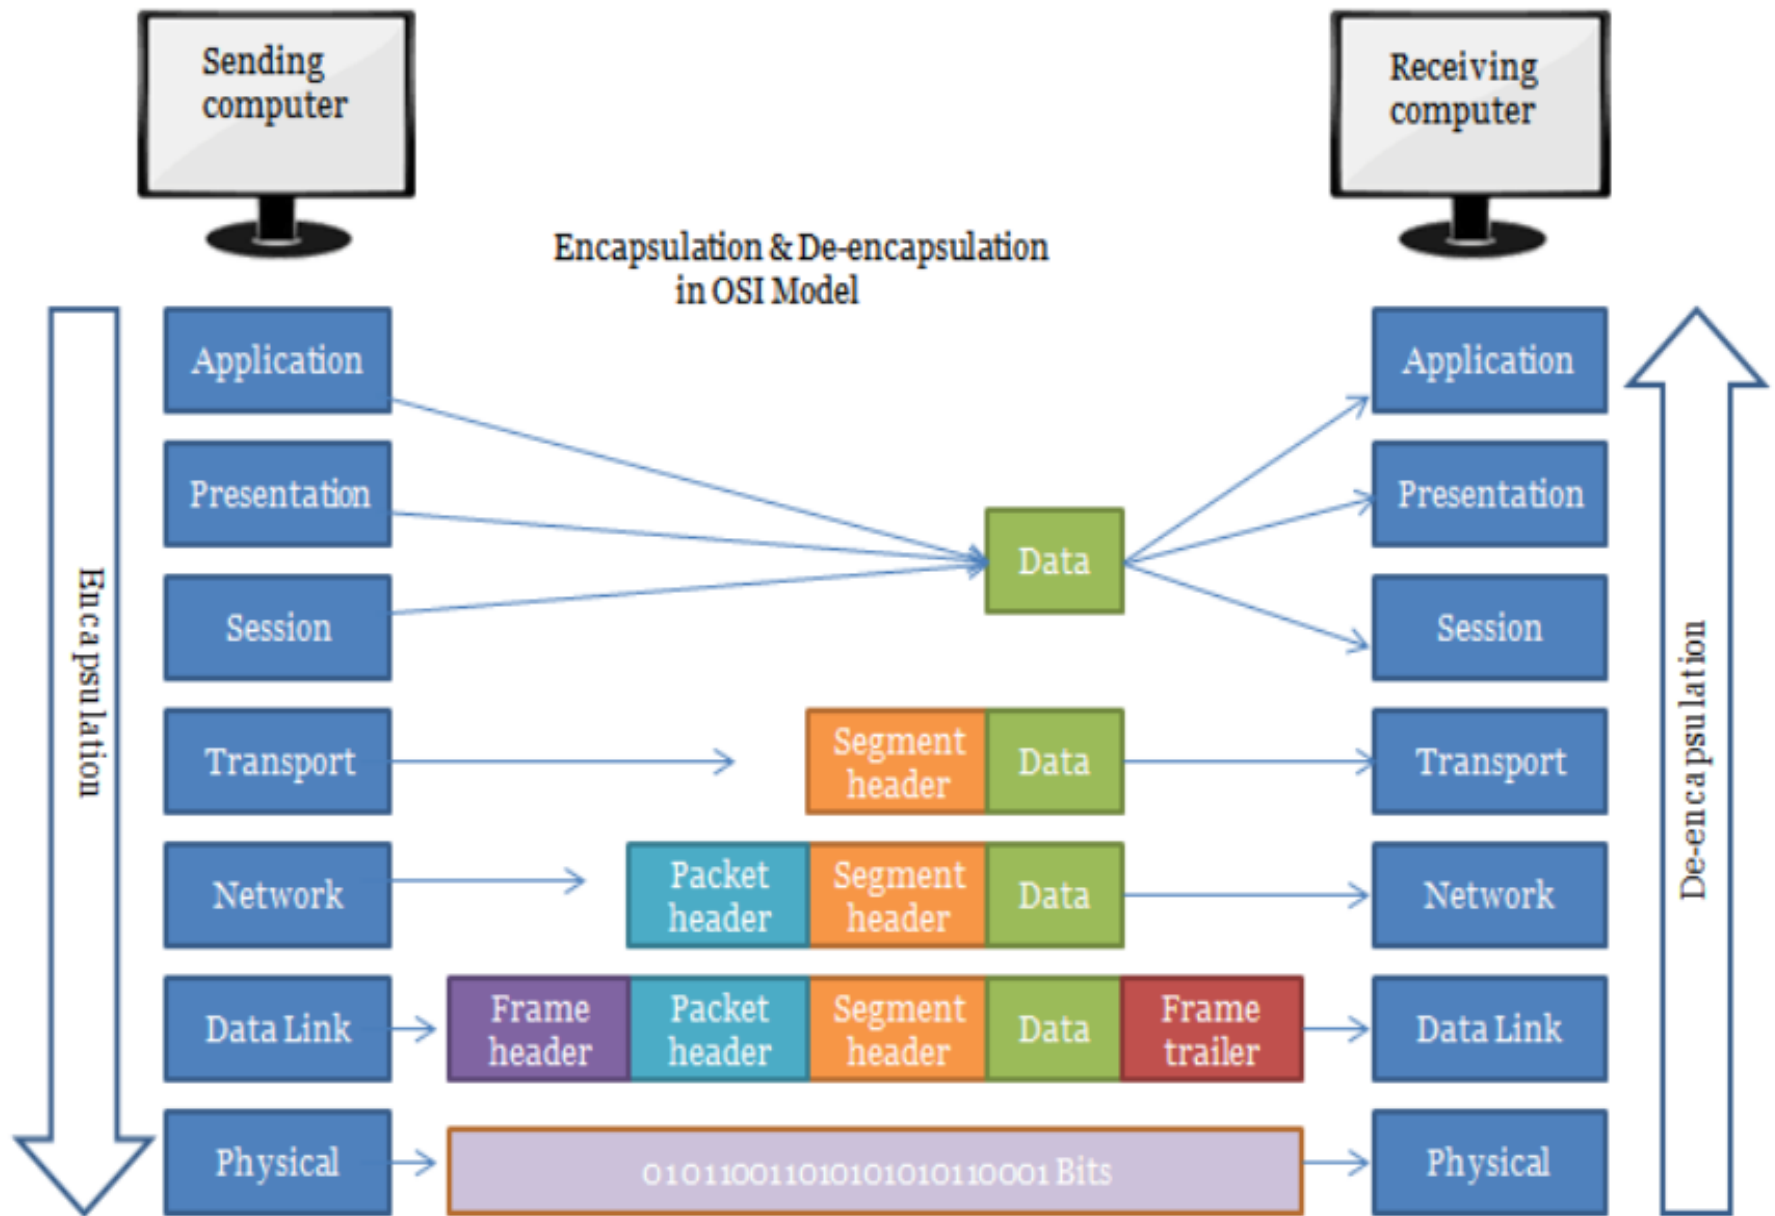 Sending
computer
Receiving
computer
Encapsulation & De-encapsulation
in OSI Model
Application
Application
Presentation
Presentation
Data
Session
Session
Encapsulation
De-encapsulation
Transport
Segment
header
Data
Transport
Network
Packet
header
Segment
header
Data
Network
Data Link
Frame
header
Packet
header
Segment
header
Data
Frame
trailer
Data Link
Physical
0101100110101010110001 Bits
Physical